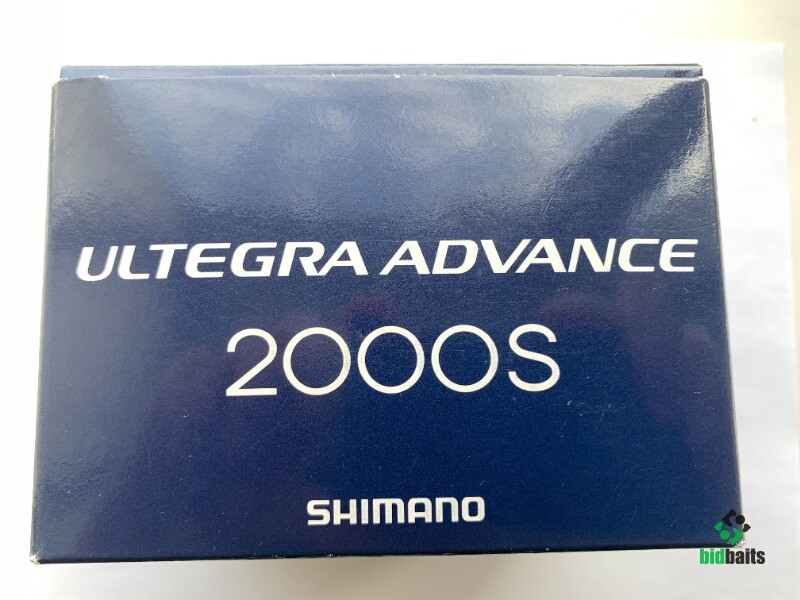 ULTEGRA ADVANCE
2000S
SHIMANO
bidbaits